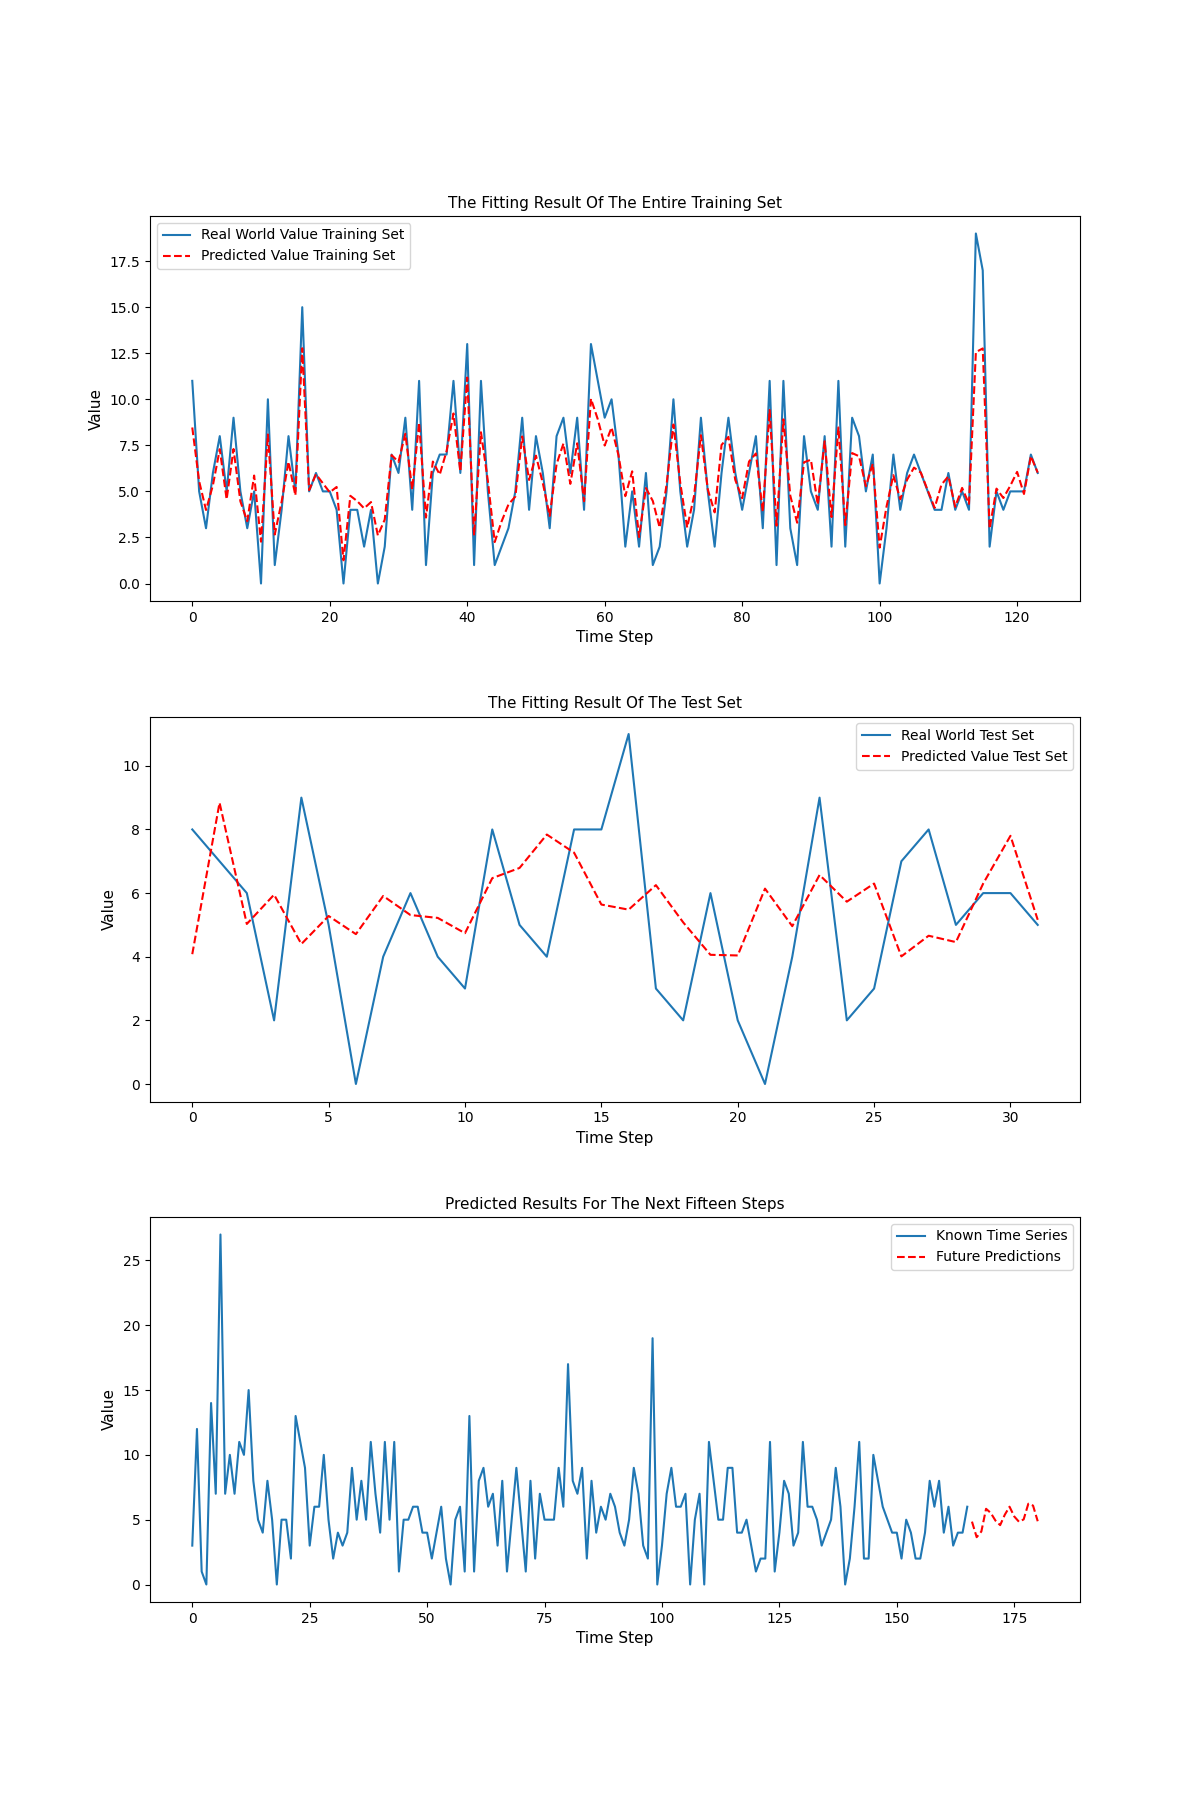 The Fitting Result Of The Entire Training Set
Real World Value Training Set
Predicted Value Training Set
Value
17.5
15.0
12.5
10.0
7.5
5.0
2.5
0.0
0 20 40 60 80 100 120
Time Step
The Fitting Result Of The Test Set
Real World Test Set
Predicted Value Test Set
Value
10
8
6
4
2
0
0 5 10 15 20 25 30
Time Step
Predicted Results For The Next Fifteen Steps
Known Time Series
Future Predictions
Value
25
20
15
10
5
0
0 25 50 75 100 125 150 175
Time Step